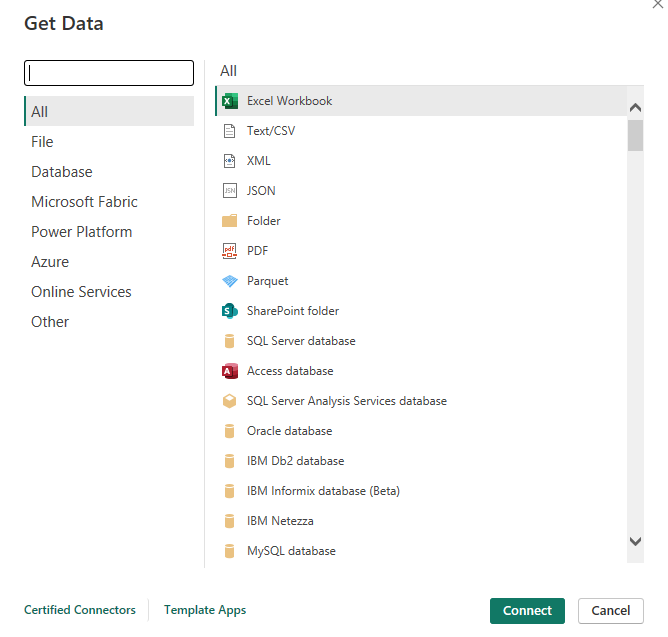 Get Data
All
File
Database
Microsoft Fabric
Power Platform
Azure
Online Services
Other
All
Excel Workbook
Text/CSV
XML
JSON
Folder
PDF
Parquet
SharePoint folder
SQL Server database
Access database
SQL Server Analysis Services database
Oracle database
IBM Db2 database
IBM Informix database (Beta)
IBM Netezza
MySQL database
Certified Connectors
Template Apps
Connect
Cancel